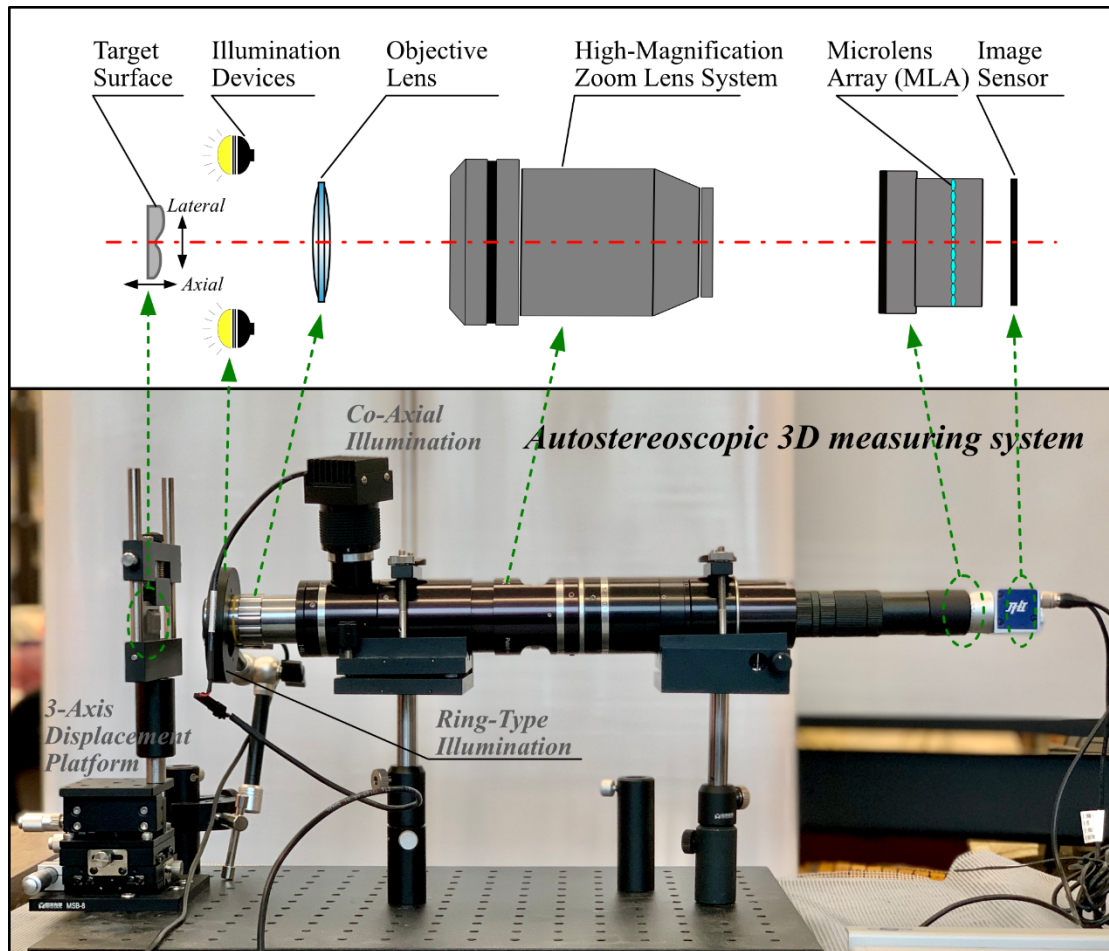 Target
Surface
Illumination
Devices
Objective
Lens
High-Magnification
Zoom Lens System
Microlens
Array (MLA)
Image
Sensor
Lateral
Axial
Co-Axial
Illumination
Autostereoscopic 3D measuring system
3-Axis
Displacement
Platform
Ring-Type
Illumination
MSB-8